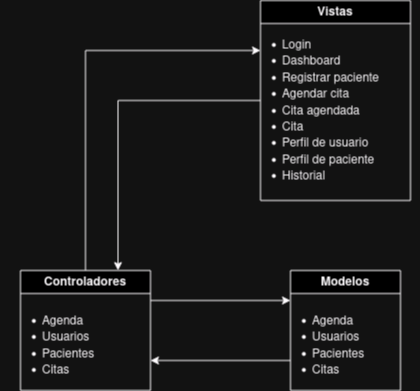 Vistas
Login
Dashboard
Registrar paciente
Agendar cita
Cita agendada
Cita
Perfil de usuario
Perfil de paciente
Historial
Controladores
Agenda
Usuarios
Pacientes
Citas
Modelos
Agenda
Usuarios
Pacientes
Citas